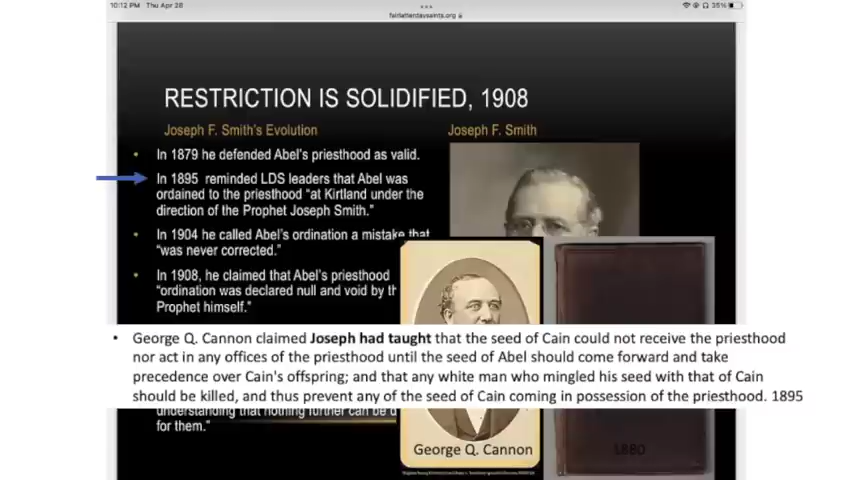 10:12 PM Thu Apr 28
•••
fairlatterdaysaints.org
35%
RESTRICTION IS SOLIDIFIED, 1908
Joseph F. Smith's Evolution
• In 1879 he defended Abel's priesthood as valid.
• In 1895 reminded LDS leaders that Abel was
ordained to the priesthood "at Kirtland under the
direction of the Prophet Joseph Smith."
• In 1904 he called Abel's ordination a mistake that
"was never corrected."
• In 1908, he claimed that Abel's priesthood
"ordination was declared null and void by th
Prophet himself."
Joseph F. Smith
• George Q. Cannon claimed Joseph had taught that the seed of Cain could not receive the priesthood
nor act in any offices of the priesthood until the seed of Abel should come forward and take
precedence over Cain's offspring; and that any white man who mingled his seed with that of Cain
should be killed, and thus prevent any of the seed of Cain coming in possession of the priesthood. 1895
understanding that nothing further can be d
for them."
George Q. Cannon
1880